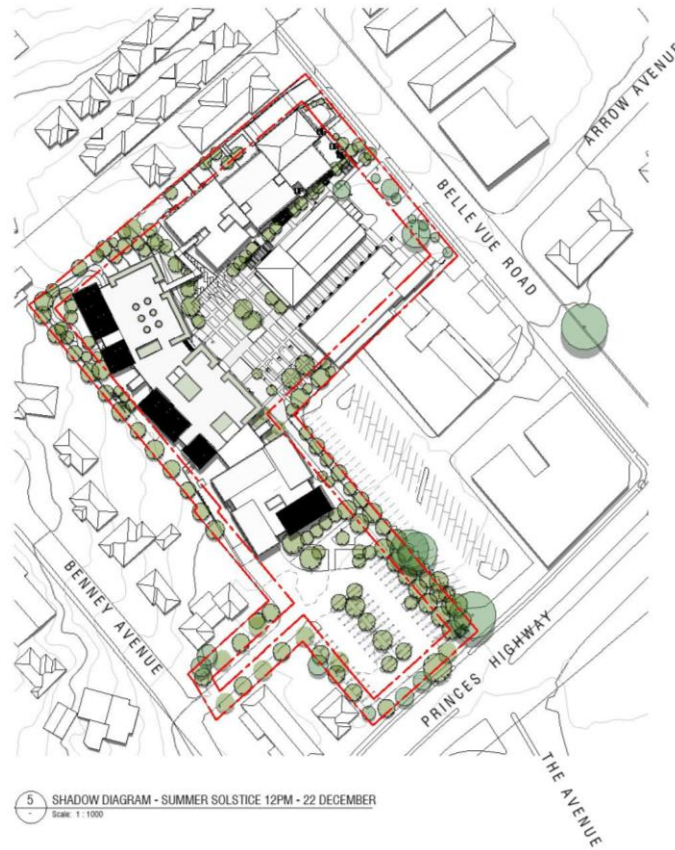 ARROW AVENUE
BELLEVUE ROAD
BENNEY AVENUE
PRINCES HIGHWAY
THE AVENUE
5
-
SHADOW DIAGRAM - SUMMER SOLSTICE 12PM - 22 DECEMBER
Scale: 1 : 1000